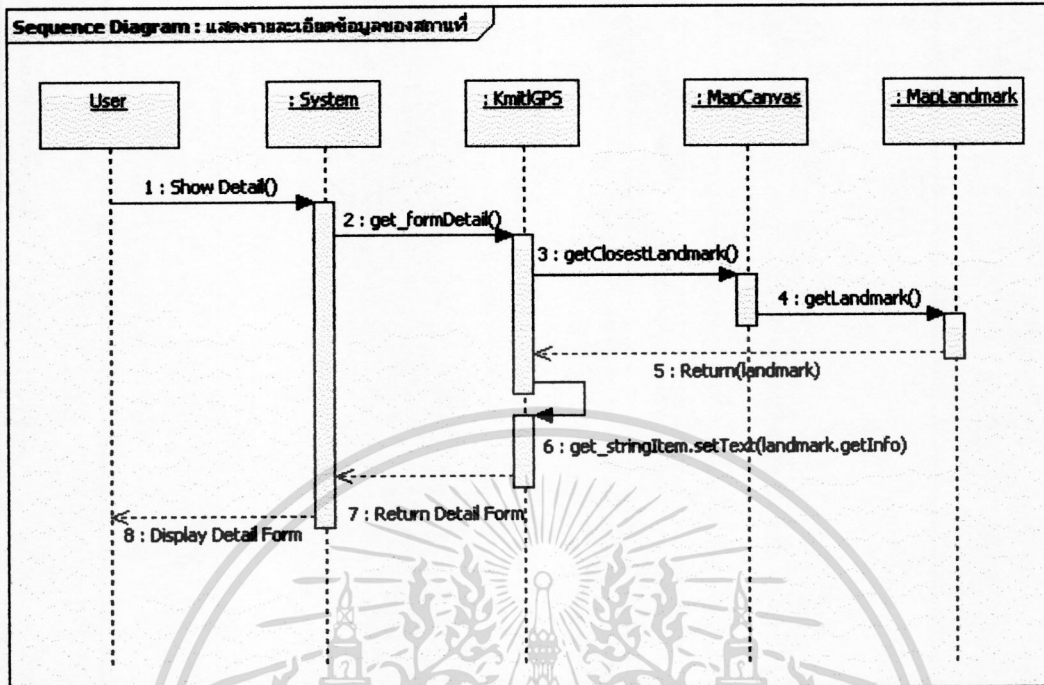 Sequence Diagram : แสดงรายละเอียดข้อมูลของสถานที่
User
: System
: KmitlGPS
: MapCanvas
: MapLandmark
1 : Show Detail()
2 : get_formDetail()
3 : getClosestLandmark()
4 : getLandmark()
5 : Return(landmark)
6 : get_stringItem.setText(landmark.getInfo)
7 : Return Detail Form
8 : Display Detail Form